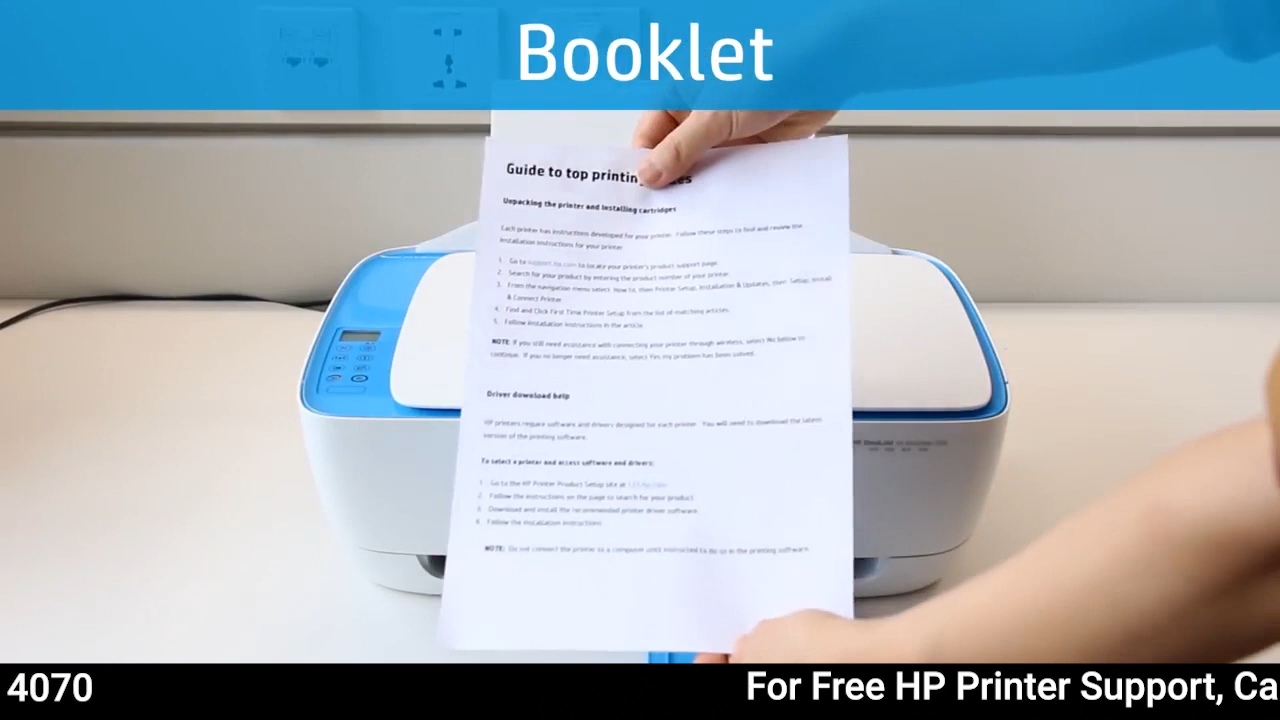 Booklet
Guide to top printin
Unpacking the printer and installing cartridges
Each printer has instructions developed for your printer. Follow these steps to find and review the
installation instructions for your printer.
1. Go to support.hp.com to locate your printer's product support page.
2. Search for your product by entering the product number of your printer.
3. From the navigation menu select How to, then Printer Setup, Installation & Updates, then Setup, Install
& Connect Printer
4. Find and Click First Time Printer Setup from the list of matching articles.
5. Follow installation instructions in the article.
NOTE: If you still need assistance with connecting your printer through wireless, select No below to
continue. If you no longer need assistance, select Yes my problem has been solved.
Driver download help
HP printers require software and drivers designed for each printer. You will need to download the latest
version of the printing software.
To select a printer and access software and drivers:
1. Go to the HP Printer Product Setup site at
2. Follow the instructions on the page to search for your product
3. Download and install the recommended printer driver software.
4. Follow the installation instructions
NOTE: Do not connect the printer to a computer until instructed to do so in the printing software.
4070
For Free HP Printer Support, Ca